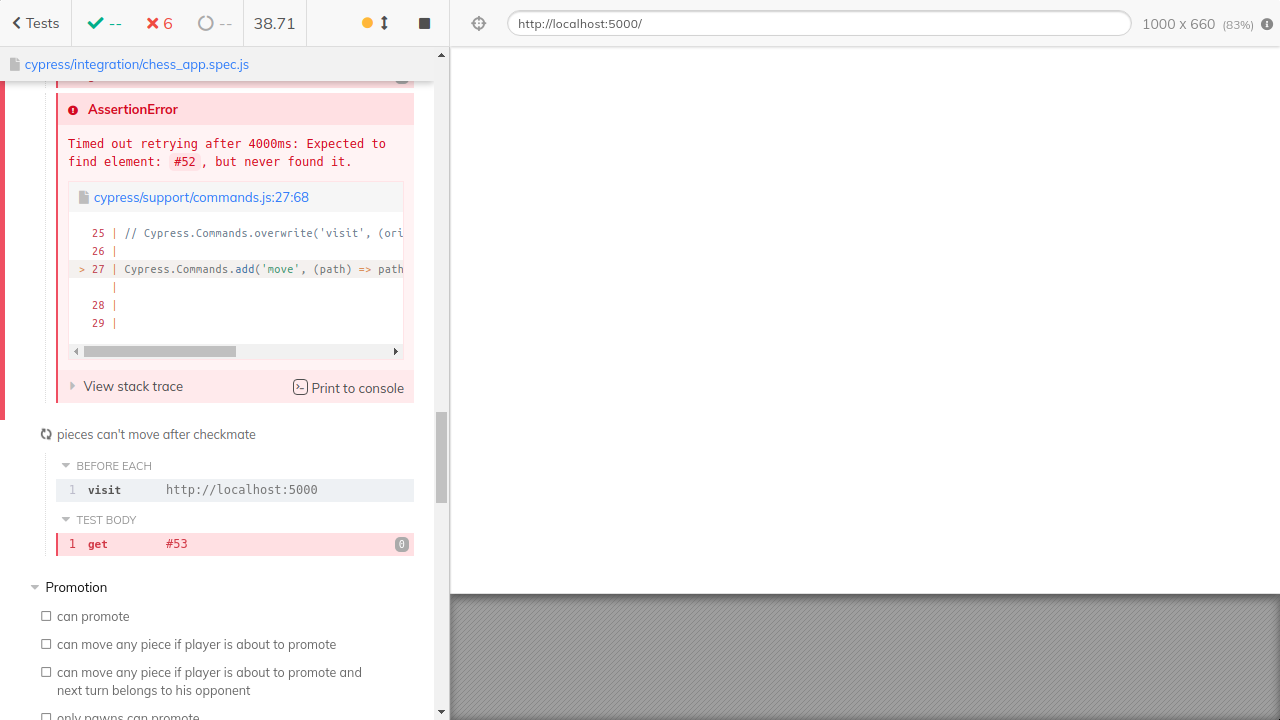 Tests
--
6
--
38.71
http://localhost:5000/
1000 x 660 (83%)
cypress/integration/chess_app.spec.js
AssertionError
Timed out retrying after 4000ms: Expected to
find element: #52, but never found it.
cypress/support/commands.js:27:68
25 | // Cypress.Commands.overwrite('visit', (ori
26 |
> 27 | Cypress.Commands.add('move', (path) => path
|
28 |
29 |
View stack trace
Print to console
pieces can't move after checkmate
BEFORE EACH
1 visit http://localhost:5000
TEST BODY
1 get #53 0
Promotion
can promote
can move any piece if player is about to promote
can move any piece if player is about to promote and
next turn belongs to his opponent
only pawns can promote